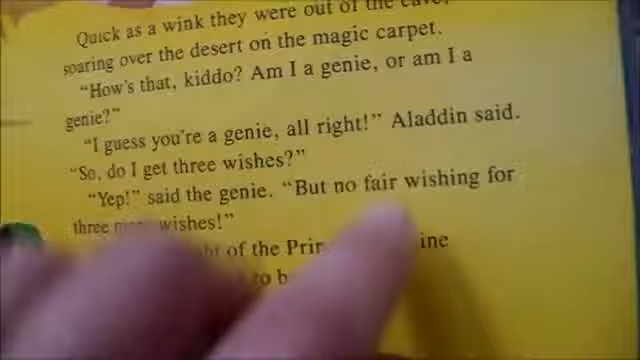 Quick as a wink they were out of the cave,
soaring over the desert on the magic carpet.
"How's that, kiddo? Am I a genie, or am I a
genie?"
"I guess you're a genie, all right!" Aladdin said.
"So, do I get three wishes?"
"Yep!" said the genie. "But no fair wishing for
three wishes!"
of the
to